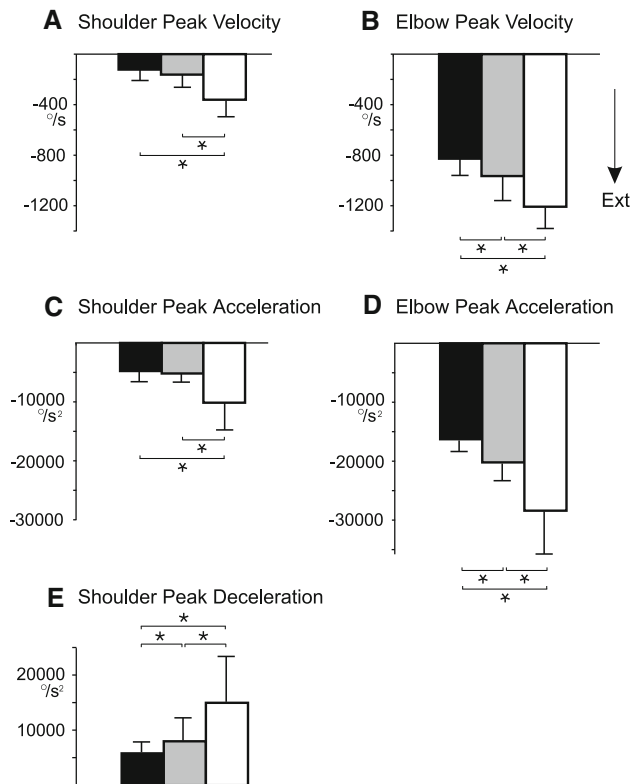 A Shoulder Peak Velocity
-400
°/s
-800
-1200
*
*
B Elbow Peak Velocity
-400
°/s
-800
-1200
Ext
* *
*
C Shoulder Peak Acceleration
-10000
°/s²
-20000
-30000
*
*
D Elbow Peak Acceleration
-10000
°/s²
-20000
-30000
* *
*
E Shoulder Peak Deceleration
*
* *
20000
°/s²
10000